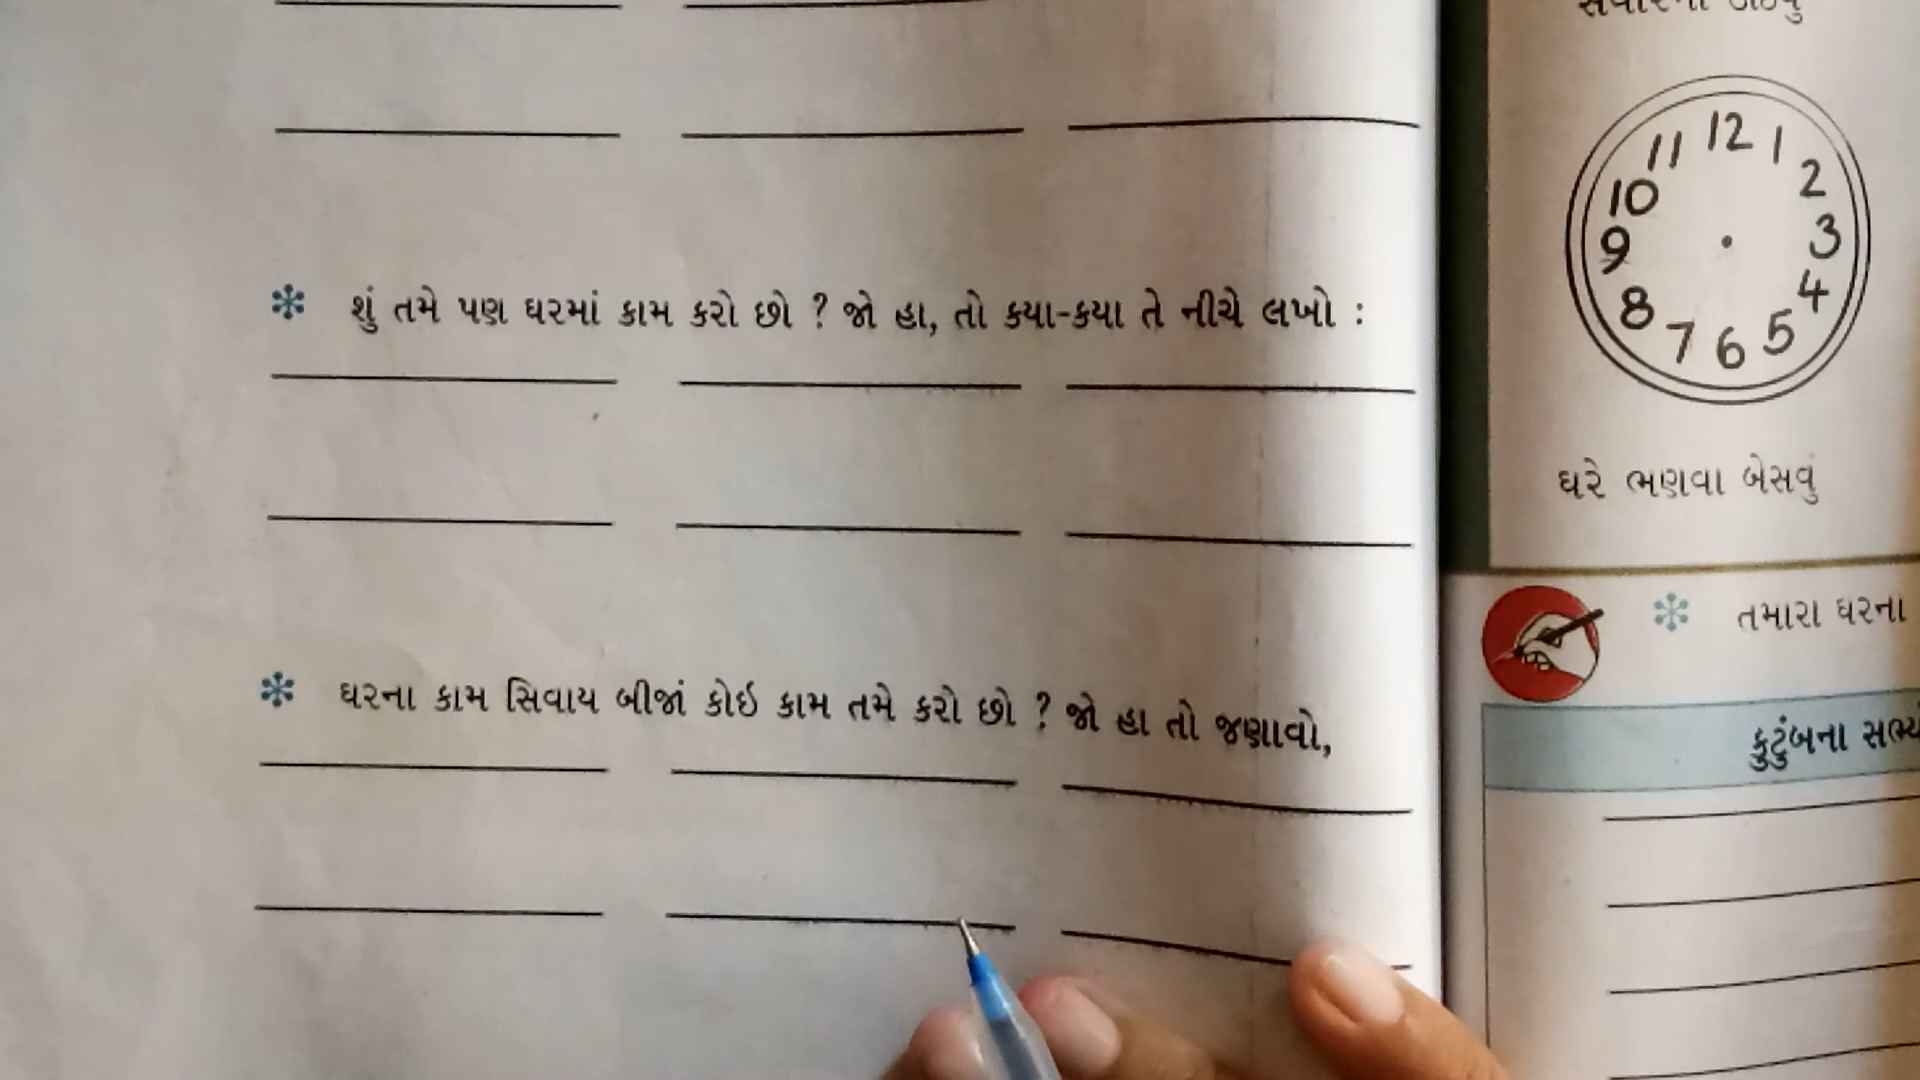 શું તમે પણ ઘરમાં કામ કરો છો ? જો હા, તો કયા-કયા તે નીચે લખો :
ઘરના કામ સિવાય બીજાં કોઈ કામ તમે કરો છો ? જો હા તો જણાવો,
12
11 1
10 2
9 3
8 4
7 6 5
ઘરે ભણવા બેસવું
તમારા ઘરના
કુટુંબના